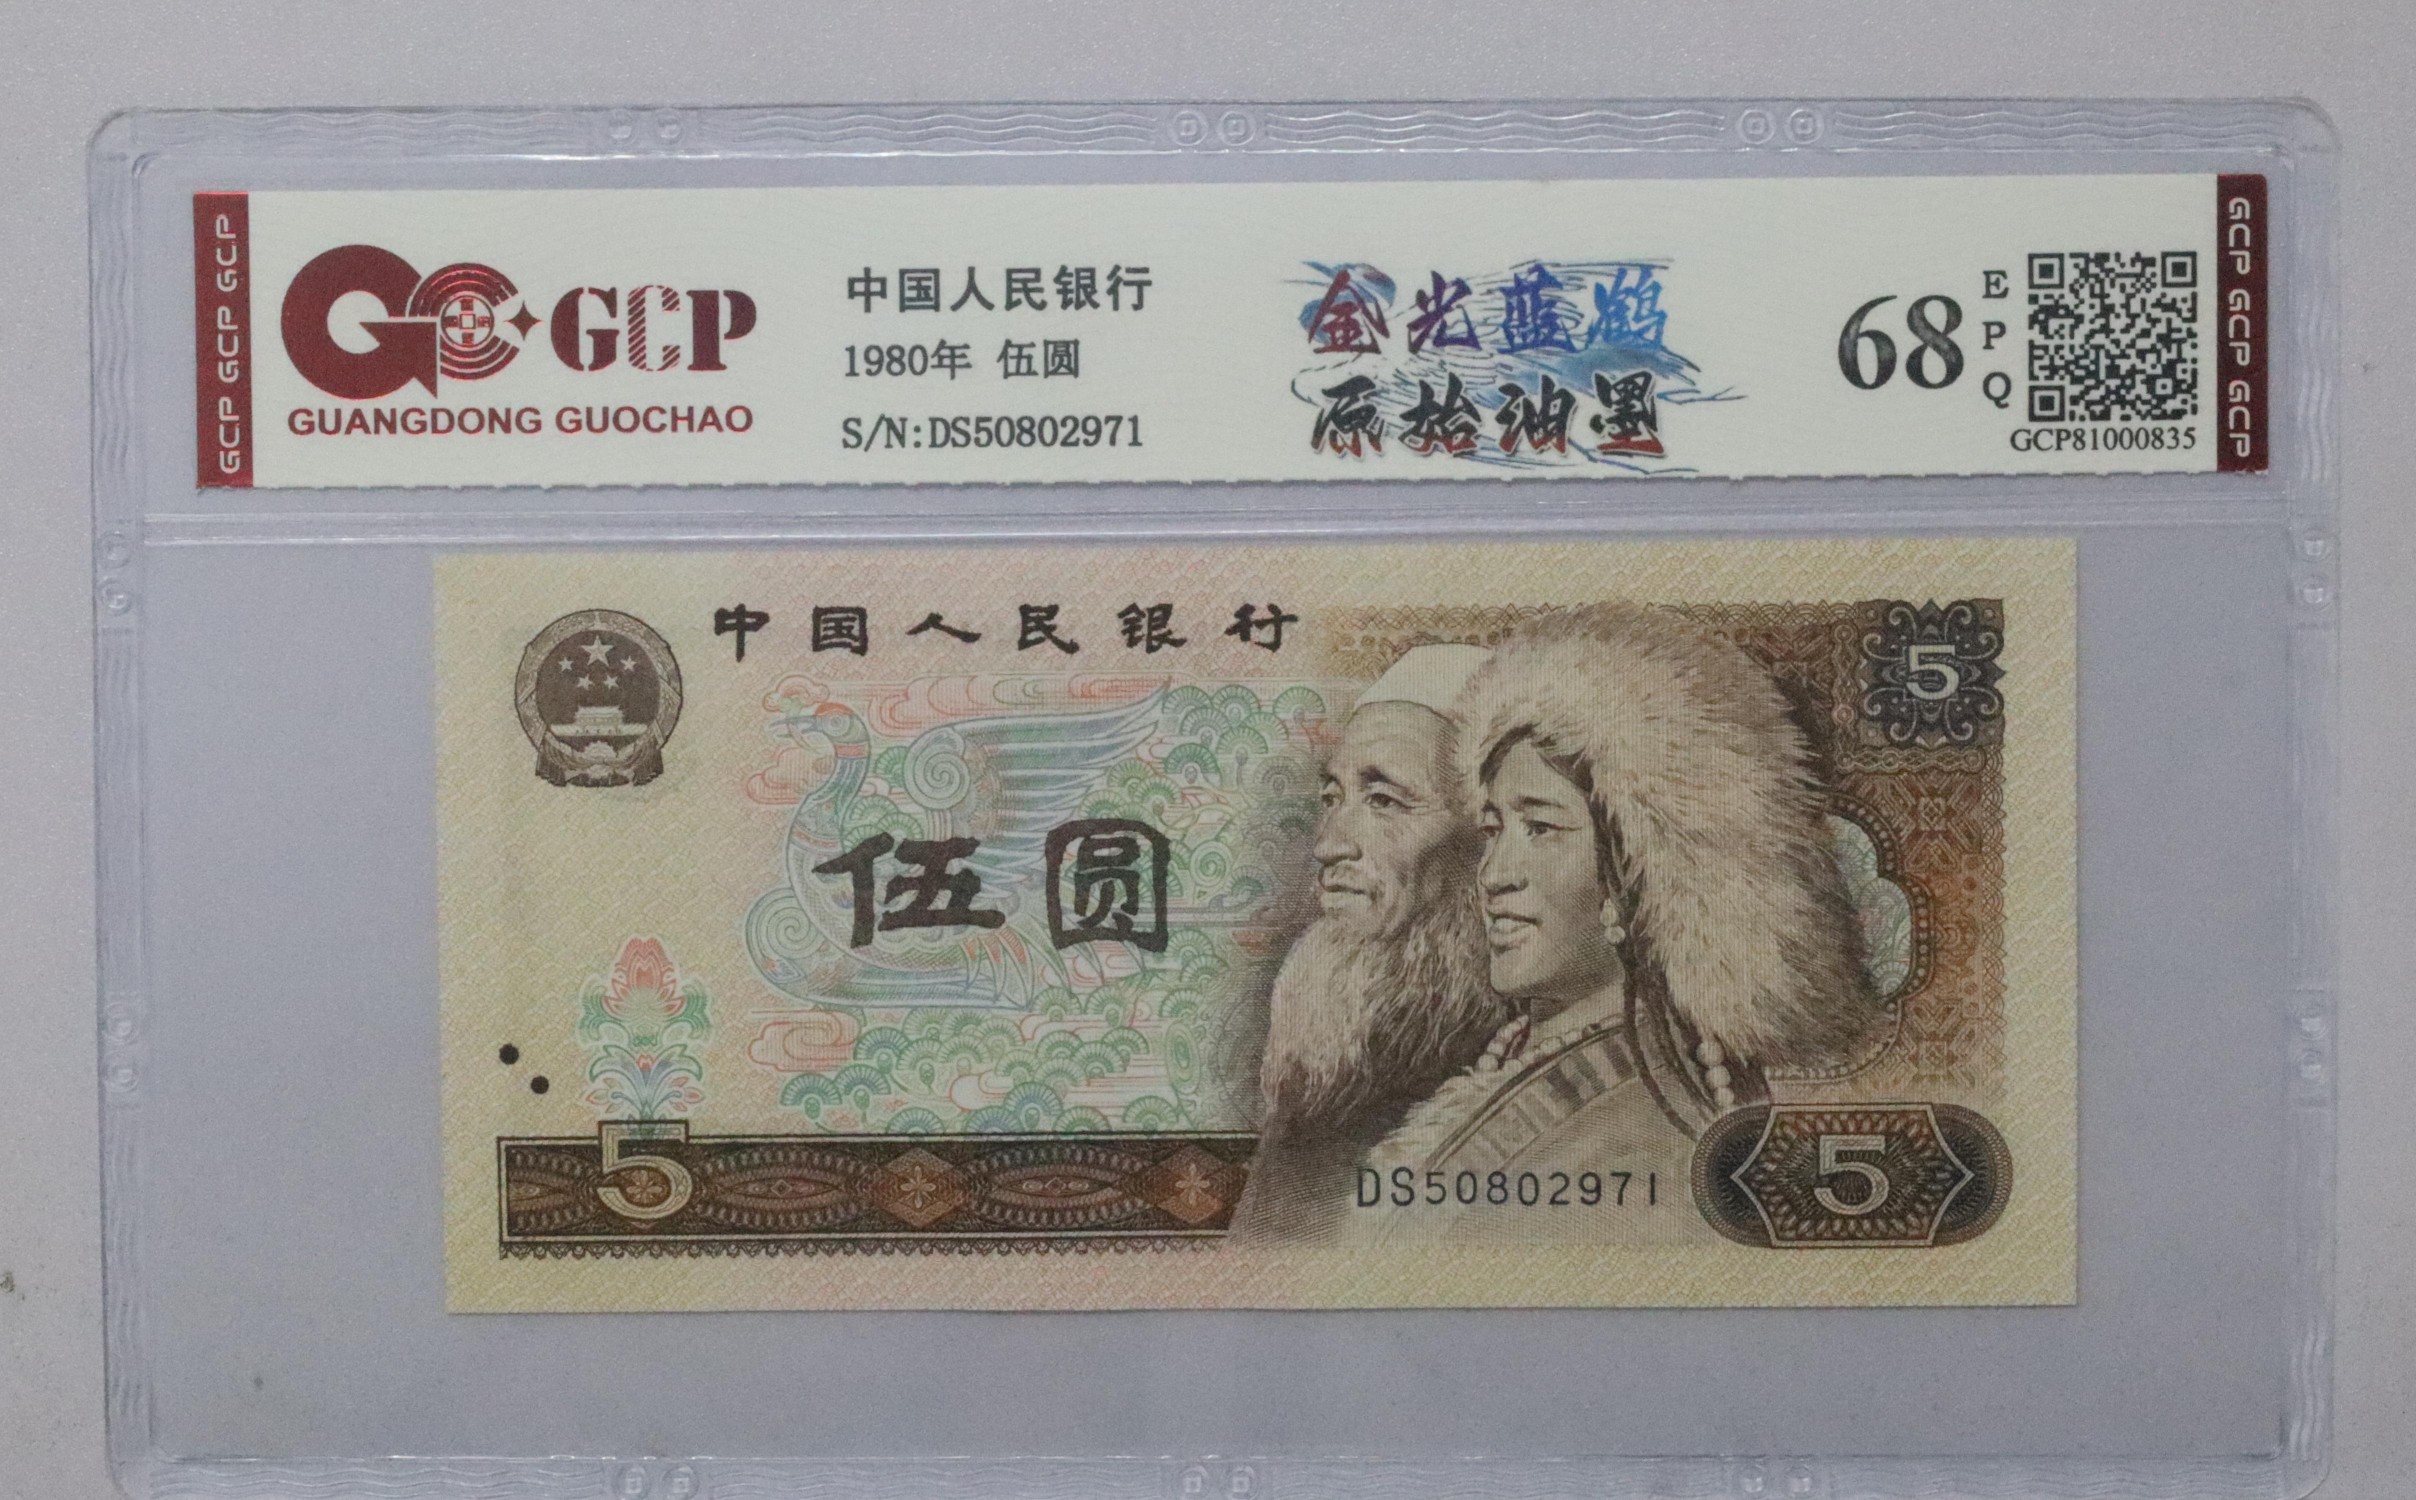 GCP GCP GCP
GCP
GUANGDONG GUOCHAO
中国人民银行
1980年 伍圆
S/N:DS50802971
金光蓝鹤
原始油墨
68
EPQ
GCP81000835
GCP GCP GCP
中国人民银行
5
伍圆
5
DS50802971
5